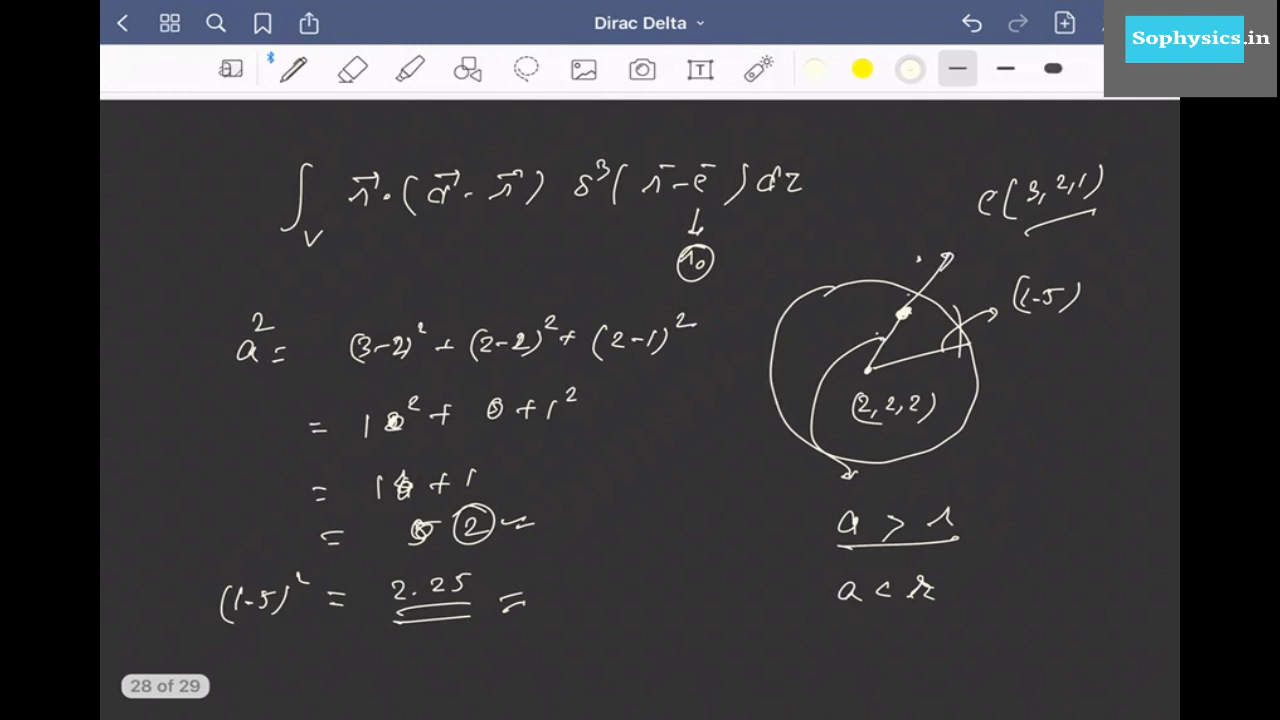 Dirac Delta
Sophysics.in
∫ r⃗·(d⃗ - r⃗) δ³(r̄ - ē) dτ
V
r₀
e(3, 2, 1)
(1.5)
a² = (3-2)² + (2-2)² + (2-1)²
(2, 2, 2)
= 1² + 0 + 1²
= 1 + 1
= 2
a > r
(1.5)² = 2.25 =
a < r
28 of 29